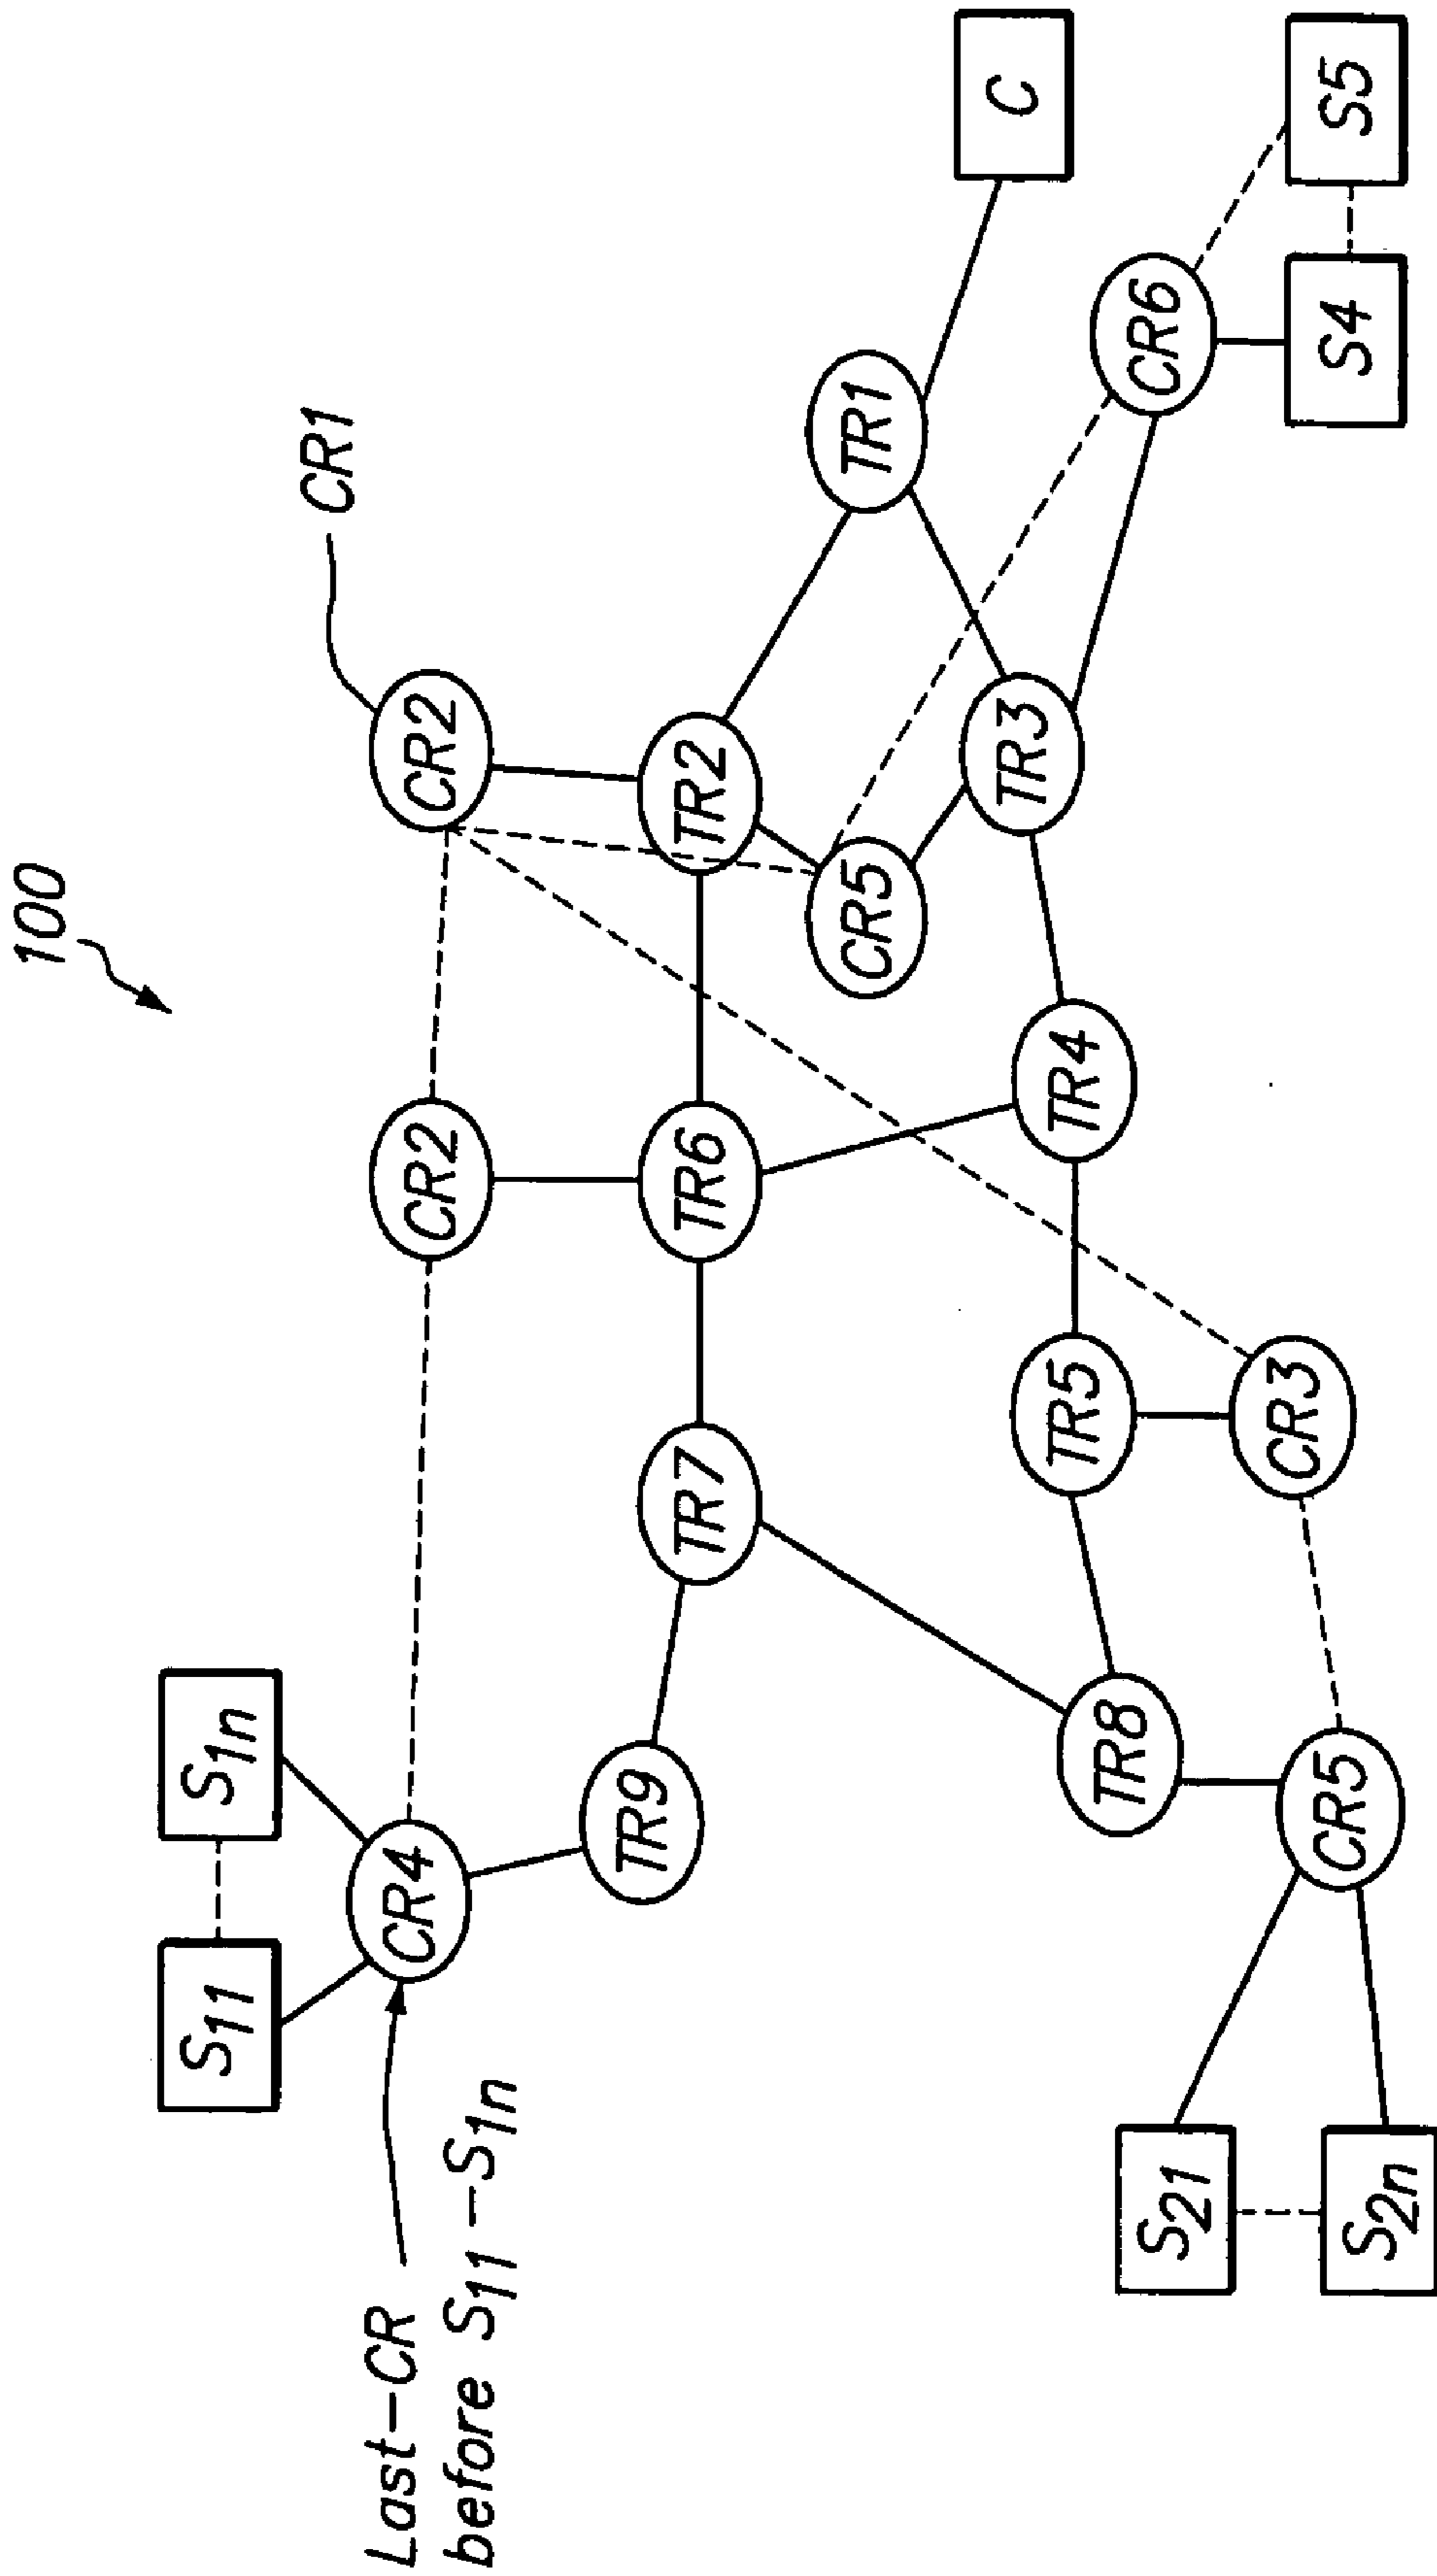 100
S11
S1n
CR1
Last-CR
before S11-S1n
CR4
CR2
CR2
TR9
TR7
TR6
TR2
CR5
TR1
C
TR8
TR5
TR4
TR3
CR6
S21
S2n
CR5
CR3
S4
S5